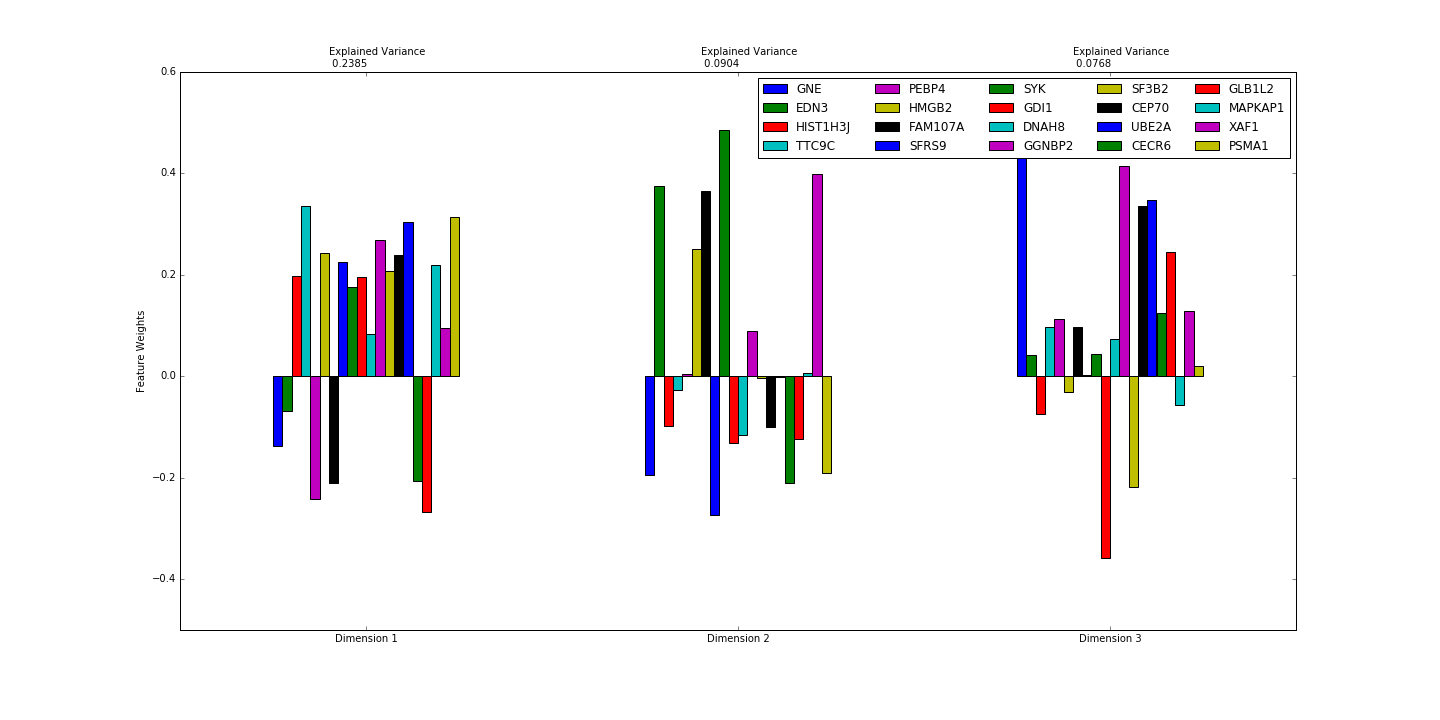 Explained Variance
0.2385
Explained Variance
0.0904
Explained Variance
0.0768
0.6
0.4
0.2
0.0
−0.2
−0.4
Feature Weights
GNE PEBP4 SYK SF3B2 GLB1L2
EDN3 HMGB2 GDI1 CEP70 MAPKAP1
HIST1H3J FAM107A DNAH8 UBE2A XAF1
TTC9C SFRS9 GGNBP2 CECR6 PSMA1
Dimension 1 Dimension 2 Dimension 3